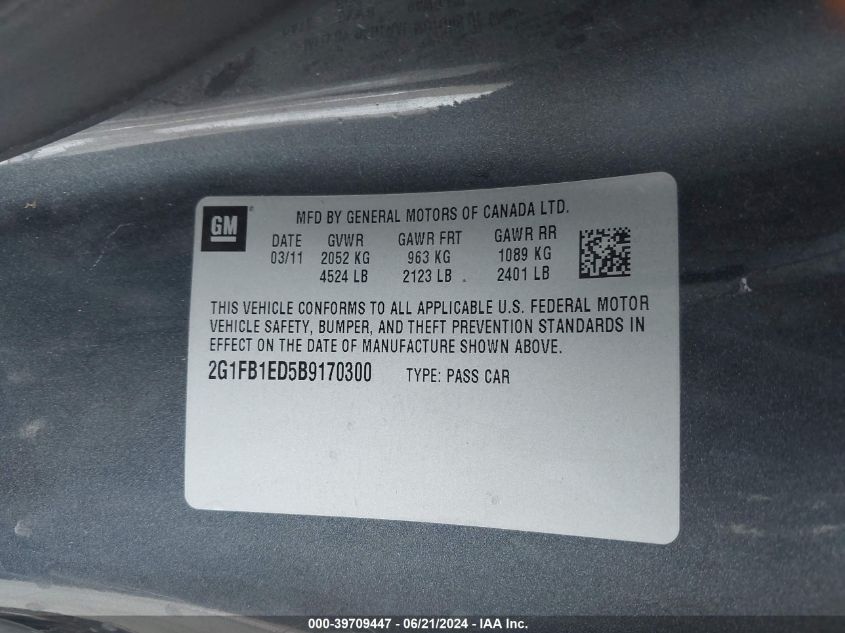 GM
MFD BY GENERAL MOTORS OF CANADA LTD.
DATE GVWR GAWR FRT GAWR RR
03/11 2052 KG 963 KG 1089 KG
4524 LB 2123 LB 2401 LB
THIS VEHICLE CONFORMS TO ALL APPLICABLE U.S. FEDERAL MOTOR
VEHICLE SAFETY, BUMPER, AND THEFT PREVENTION STANDARDS IN
EFFECT ON THE DATE OF MANUFACTURE SHOWN ABOVE.
2G1FB1ED5B9170300 TYPE: PASS CAR
000-39709447 - 06/21/2024 - IAA Inc.